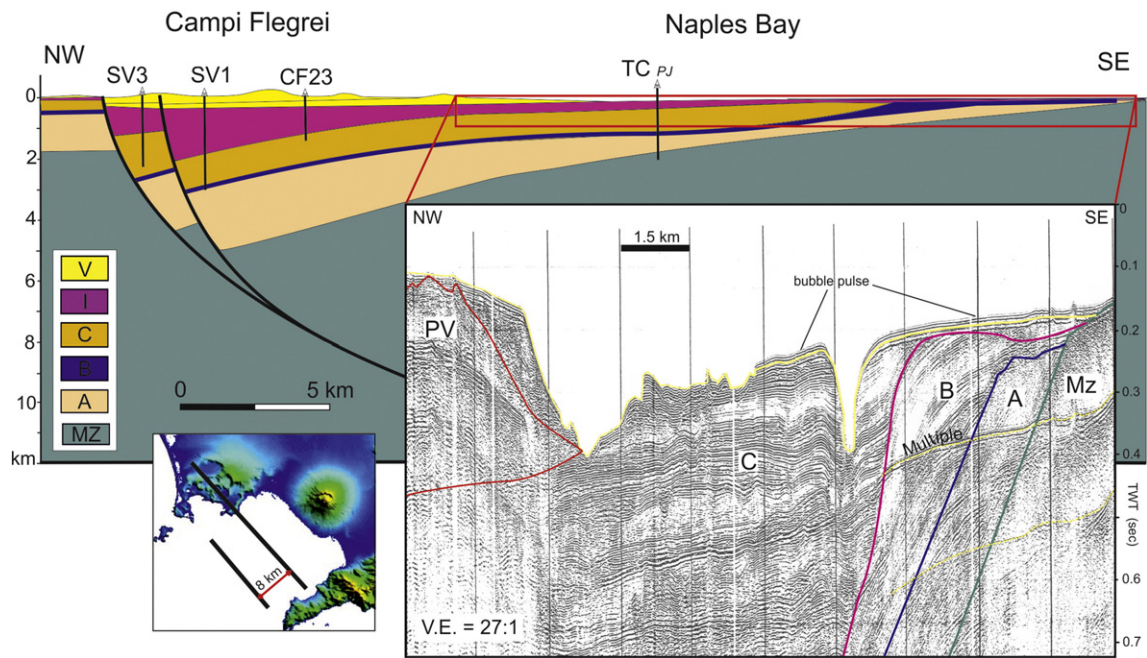 Campi Flegrei
Naples Bay
NW
SE
SV3
SV1
CF23
TC PJ
0
2
4
6
8
10
km
V
I
C
B
A
MZ
0
5 km
8 km
NW
SE
1.5 km
bubble pulse
PV
B
A
Mz
C
Multiple
V.E. = 27:1
0
0.1
0.2
0.3
0.4
TWT (sec)
0.6
0.7